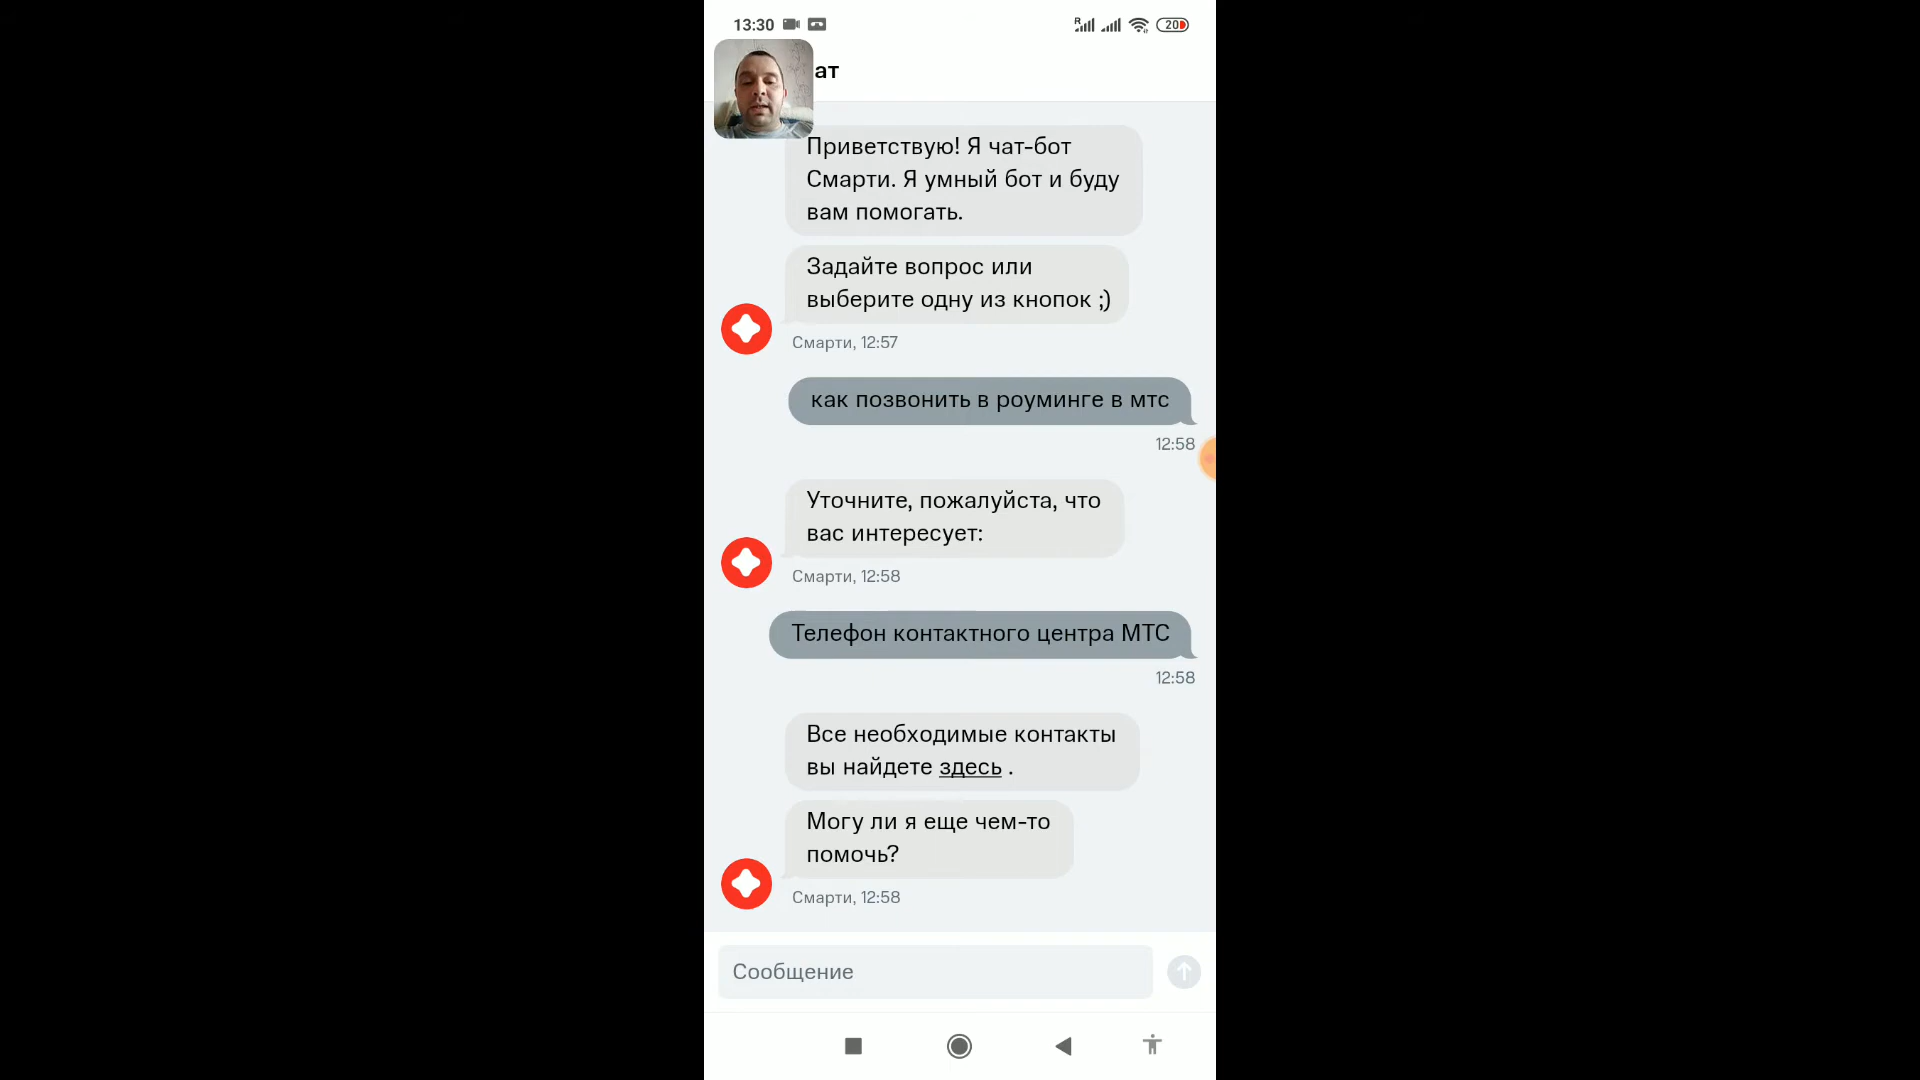 13:30
R
20
ат
Приветствую! Я чат-бот
Смарти. Я умный бот и буду
вам помогать.
Задайте вопрос или
выберите одну из кнопок ;)
Смарти, 12:57
как позвонить в роуминге в мтс
12:58
Уточните, пожалуйста, что
вас интересует:
Смарти, 12:58
Телефон контактного центра МТС
12:58
Все необходимые контакты
вы найдете здесь .
Могу ли я еще чем-то
помочь?
Смарти, 12:58
Сообщение